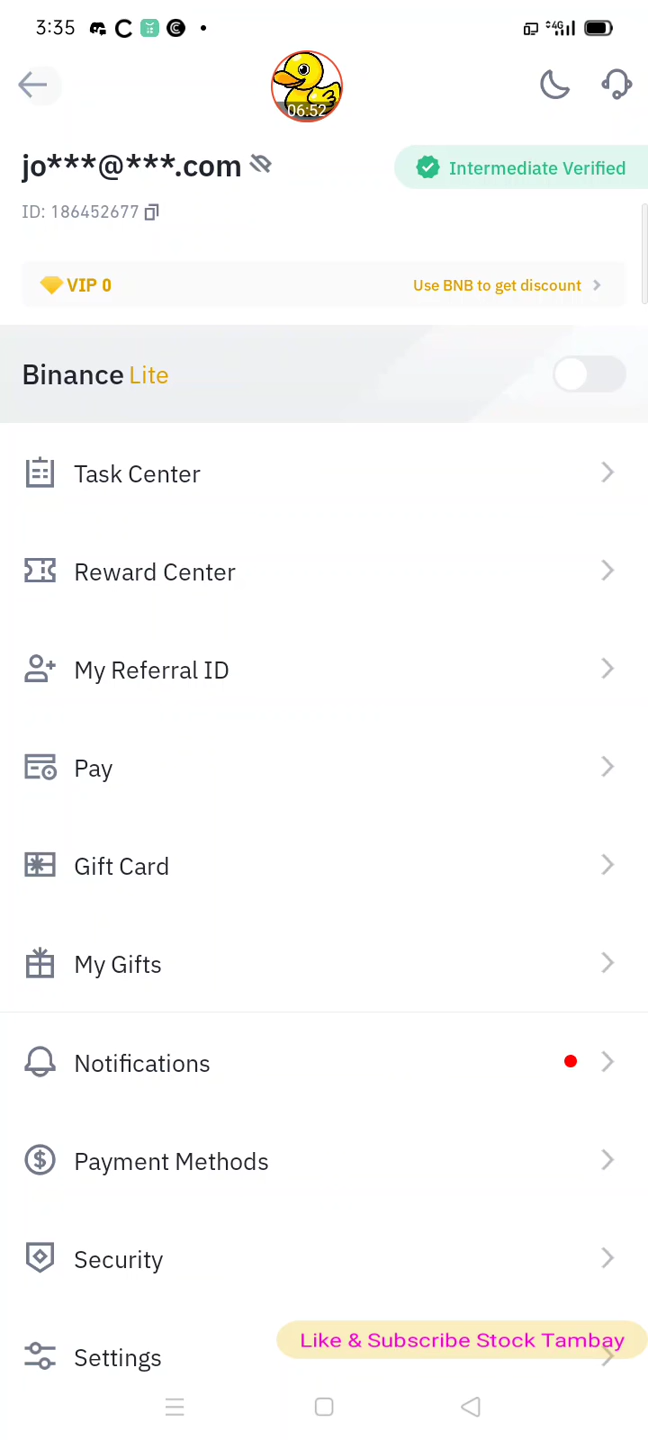 3:35
4G
06:52
jo***@***.com
Intermediate Verified
ID: 186452677
VIP 0
Use BNB to get discount
Binance Lite
Task Center
Reward Center
My Referral ID
Pay
Gift Card
My Gifts
Notifications
Payment Methods
Security
Like & Subscribe Stock Tambay
Settings